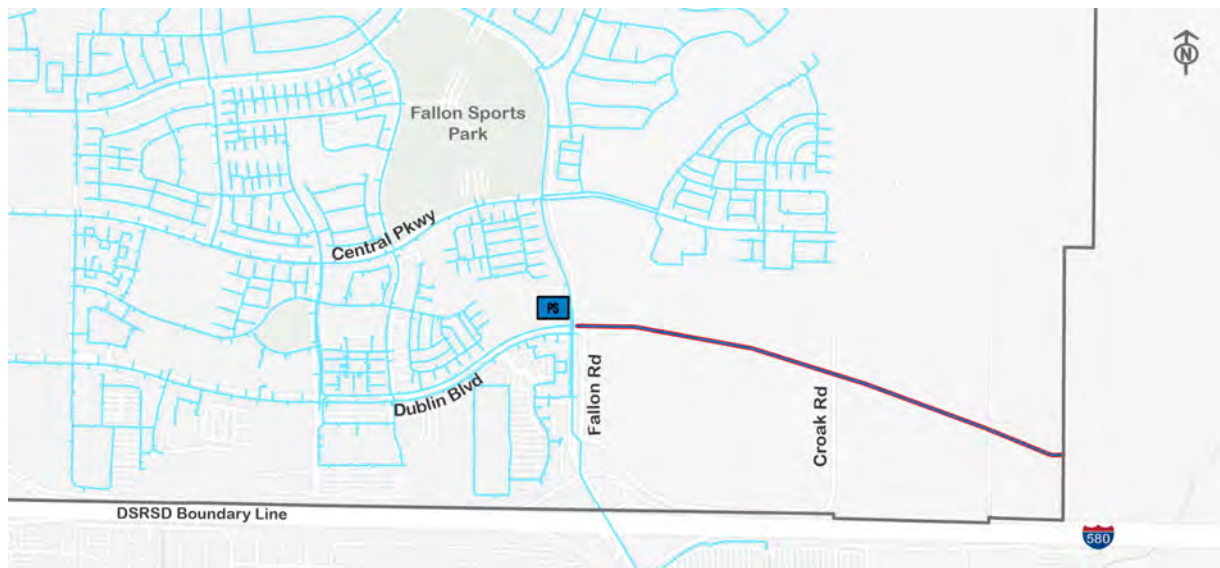 N
Fallon Sports
Park
Central Pkwy
PS
Dublin Blvd
Fallon Rd
Croak Rd
DSRSD Boundary Line
580